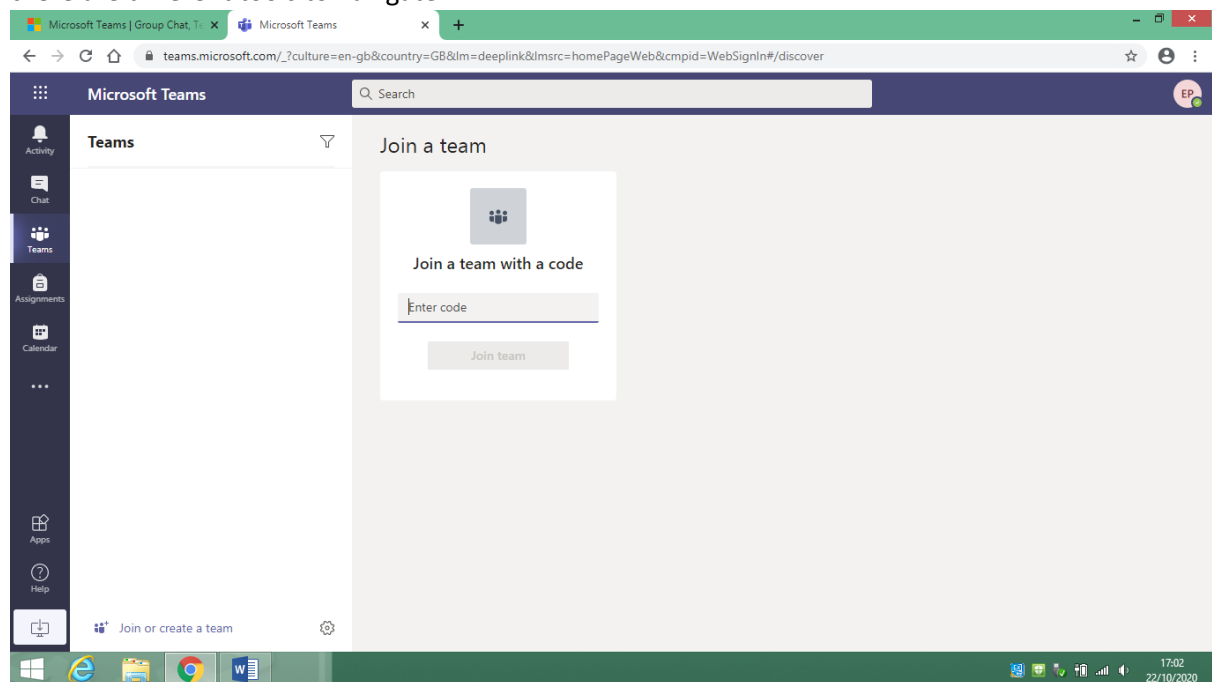 Microsoft Teams | Group Chat, Te
Microsoft Teams
teams.microsoft.com/_?culture=en-gb&country=GB&lm=deeplink&lmsrc=homePageWeb&cmpid=WebSignIn#/discover
Microsoft Teams
Search
EP
Activity
Chat
Teams
Assignments
Calendar
Apps
Help
Teams
Join or create a team
Join a team
Join a team with a code
Enter code
Join team
17:02
22/10/2020